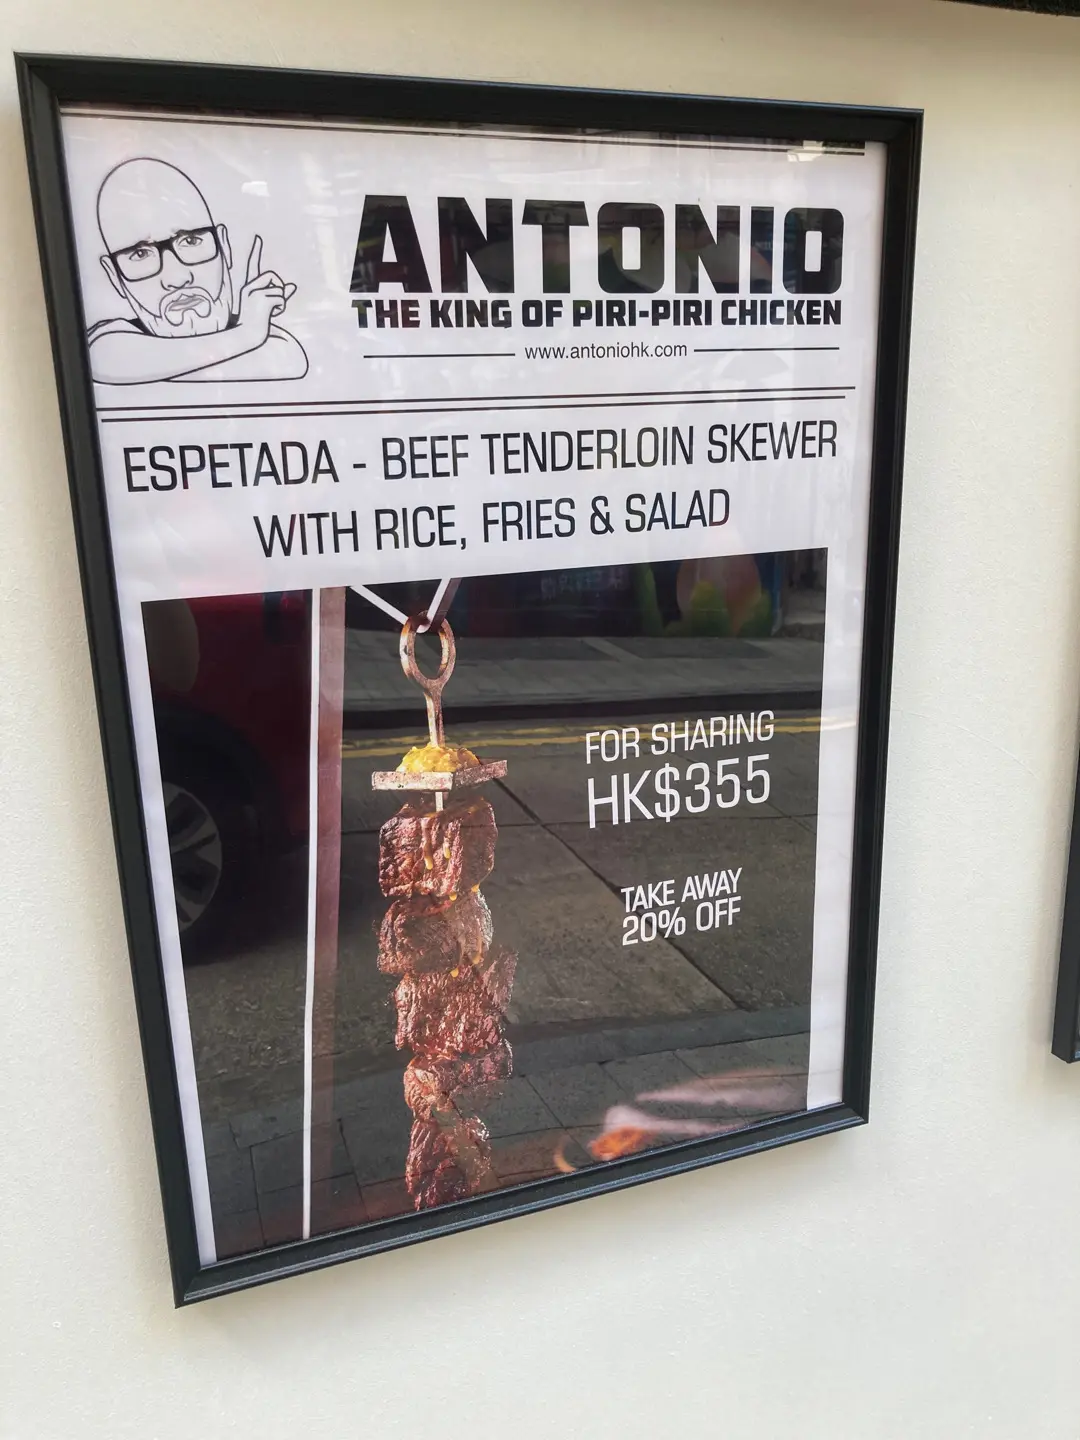 ANTONIO
THE KING OF PIRI-PIRI CHICKEN
www.antoniohk.com
ESPETADA - BEEF TENDERLOIN SKEWER
WITH RICE, FRIES & SALAD
FOR SHARING
HK$355
TAKE AWAY
20% OFF